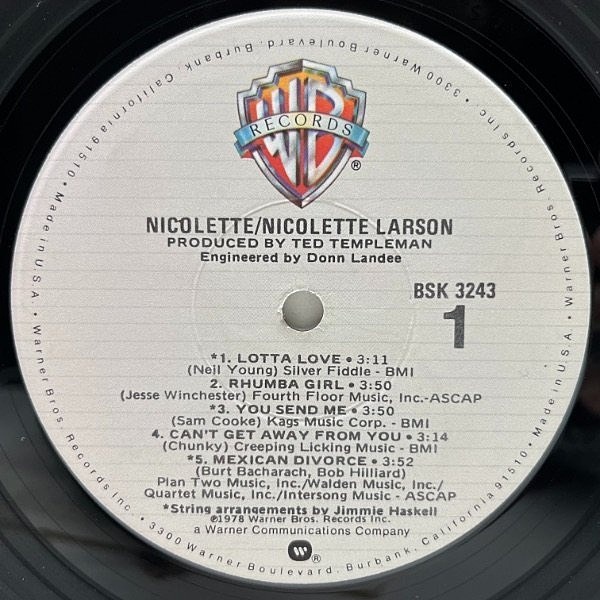 3300 Warner Boulevard, Burbank, California 91510 • Made in U.S.A. • Warner Bros. Records Inc. • 3300 Warner Boulevard, Burbank, California 91510 • Made in U.S.A. • Warner Bros. Records Inc. •
WB
RECORDS
®
NICOLETTE/NICOLETTE LARSON
PRODUCED BY TED TEMPLEMAN
Engineered by Donn Landee
BSK 3243
1
*1. LOTTA LOVE • 3:11
(Neil Young) Silver Fiddle - BMI
2. RHUMBA GIRL • 3:50
(Jesse Winchester) Fourth Floor Music, Inc.-ASCAP
*3. YOU SEND ME • 3:50
(Sam Cooke) Kags Music Corp. - BMI
4. CAN'T GET AWAY FROM YOU • 3:14
(Chunky) Creeping Licking Music - BMI
*5. MEXICAN DIVORCE • 3:52
(Burt Bacharach, Bob Hilliard)
Plan Two Music, Inc./Walden Music, Inc./
Quartet Music, Inc./Intersong Music - ASCAP
*String arrangements by Jimmie Haskell
℗1978 Warner Bros. Records Inc.
a Warner Communications Company
W
®